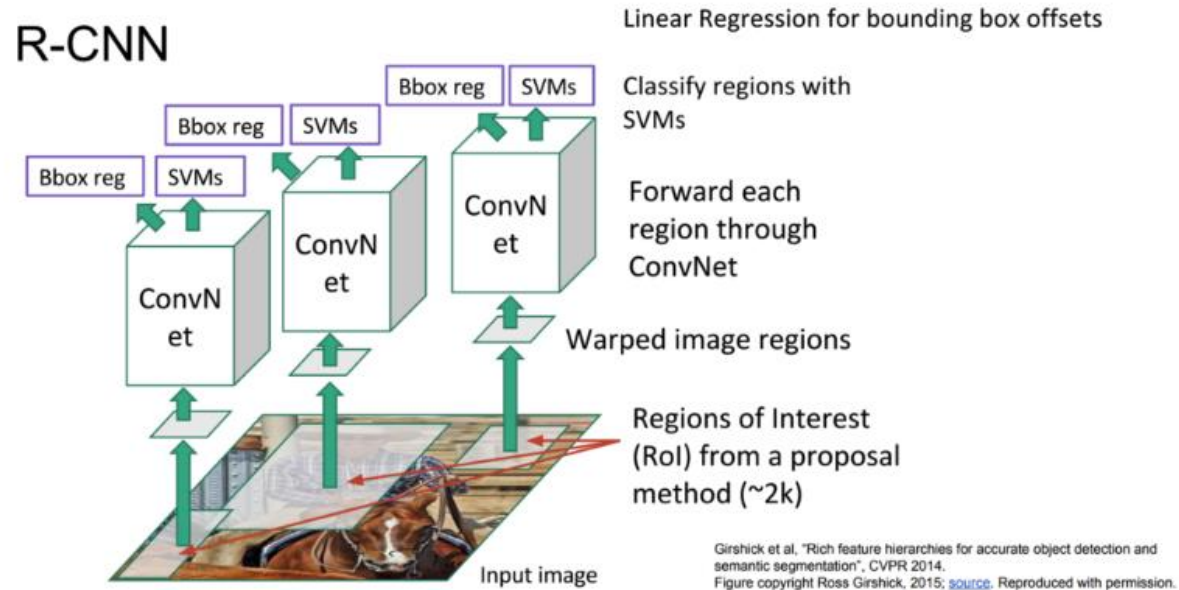 R-CNN
Linear Regression for bounding box offsets
Bbox reg
SVMs
Classify regions with
SVMs
Bbox reg
SVMs
Bbox reg
SVMs
ConvN
et
ConvN
et
ConvN
et
Forward each
region through
ConvNet
Warped image regions
Regions of Interest
(RoI) from a proposal
method (~2k)
Input image
Girshick et al, "Rich feature hierarchies for accurate object detection and
semantic segmentation", CVPR 2014.
Figure copyright Ross Girshick, 2015; source. Reproduced with permission.